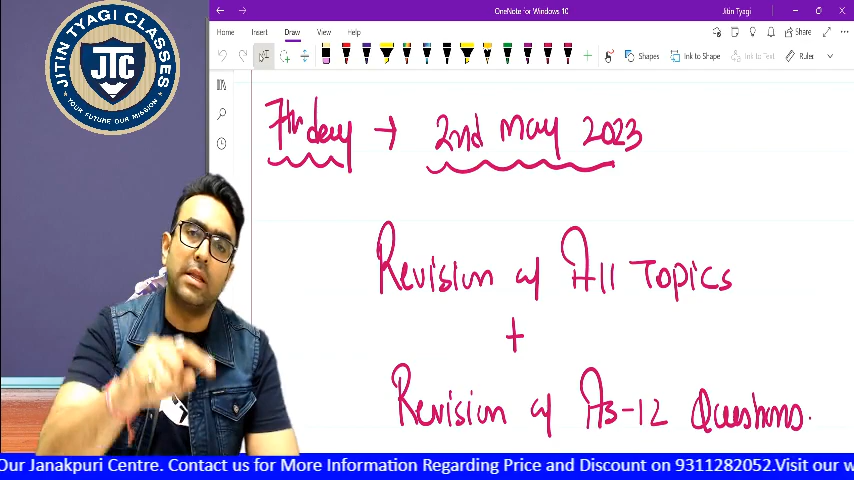 JITIN TYAGI CLASSES
JTC
"YOUR FUTURE OUR MISSION"
OneNote for Windows 10
Jitin Tyagi
Home Insert Draw View
Share
Shapes Ink to Shape Ink to Text Ruler
7th day → 2nd May 2023
Revision of All Topics
+
Revision of As-12 Questions.
Our Janakpuri Centre. Contact us for More Information Regarding Price and Discount on 9311282052.Visit our w